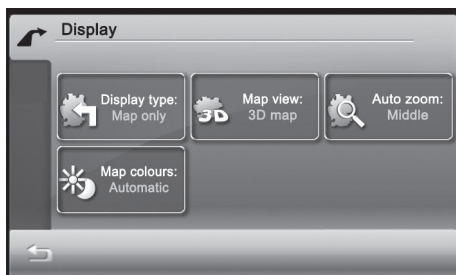 Display
Display type:
Map only
Map view:
3D map
3D
Auto zoom:
Middle
Map colours:
Automatic